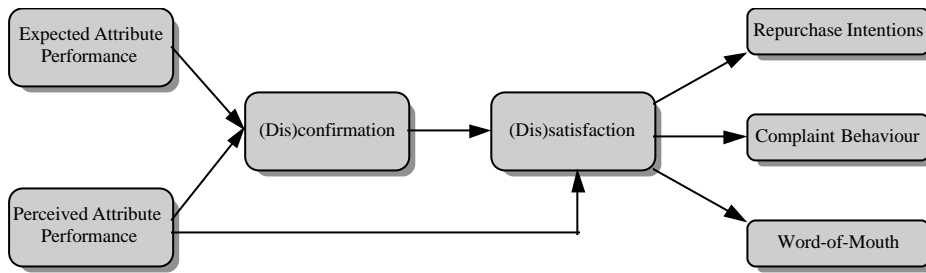 Expected Attribute
Performance
Perceived Attribute
Performance
(Dis)confirmation
(Dis)satisfaction
Repurchase Intentions
Complaint Behaviour
Word-of-Mouth